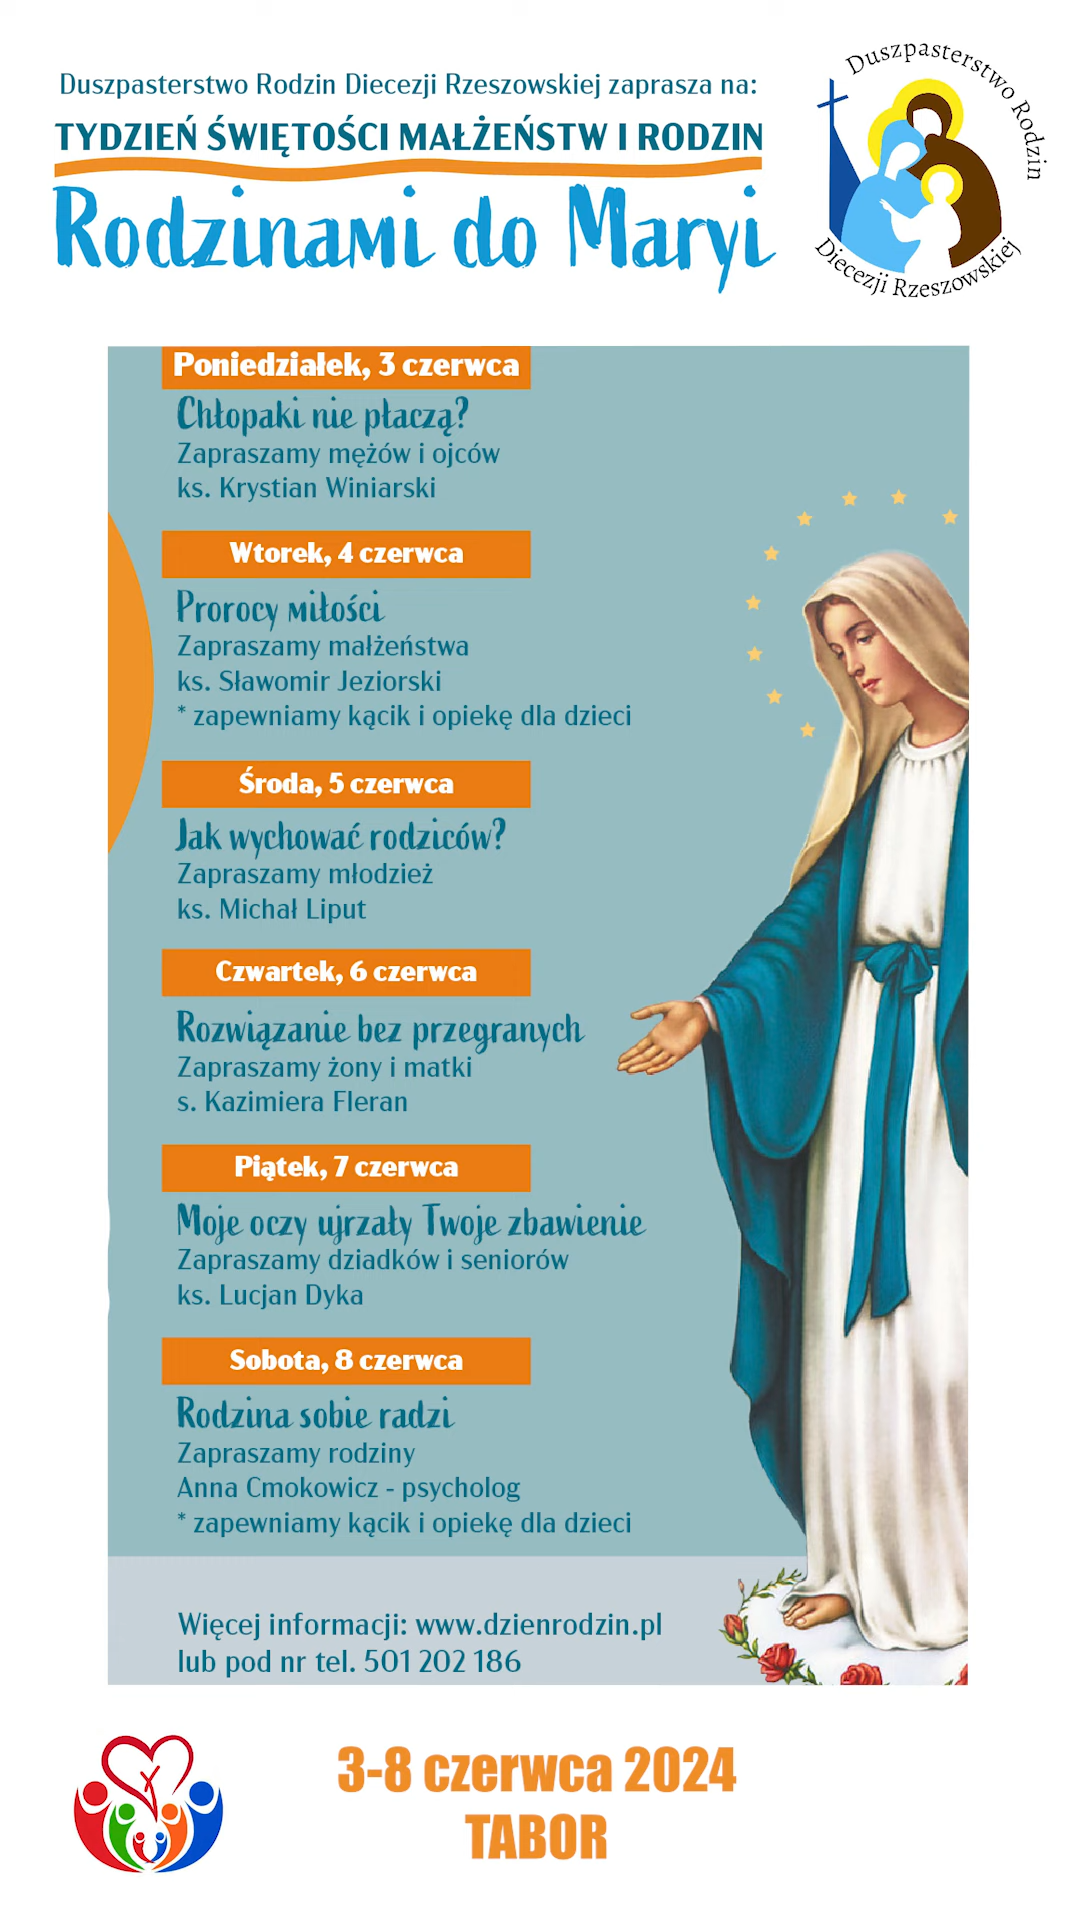 Duszpasterstwo Rodzin Diecezji Rzeszowskiej zaprasza na:
TYDZIEŃ ŚWIĘTOŚCI MAŁŻEŃSTW I RODZIN
Rodzinami do Maryi
Duszpasterstwo Rodzin
Diecezji Rzeszowskiej
Poniedziałek, 3 czerwca
Chłopaki nie płaczą?
Zapraszamy mężów i ojców
ks. Krystian Winiarski
Wtorek, 4 czerwca
Prorocy miłości
Zapraszamy małżeństwa
ks. Sławomir Jeziorski
* zapewniamy kącik i opiekę dla dzieci
Środa, 5 czerwca
Jak wychować rodziców?
Zapraszamy młodzież
ks. Michał Liput
Czwartek, 6 czerwca
Rozwiązanie bez przegranych
Zapraszamy żony i matki
s. Kazimiera Fleran
Piątek, 7 czerwca
Moje oczy ujrzały Twoje zbawienie
Zapraszamy dziadków i seniorów
ks. Lucjan Dyka
Sobota, 8 czerwca
Rodzina sobie radzi
Zapraszamy rodziny
Anna Cmokowicz - psycholog
* zapewniamy kącik i opiekę dla dzieci
Więcej informacji: www.dzienrodzin.pl
lub pod nr tel. 501 202 186
3-8 czerwca 2024
TABOR